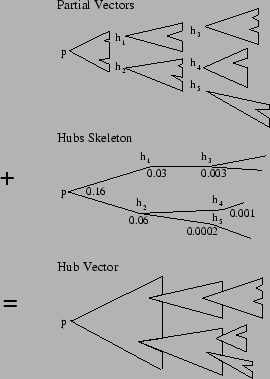 Partial Vectors
h3
h1
p
h2
h4
h5
Hubs Skeleton
+
h1
h3
0.03
0.003
p
0.16
h2
h4
0.06
h5
0.001
0.0002
Hub Vector
=
p